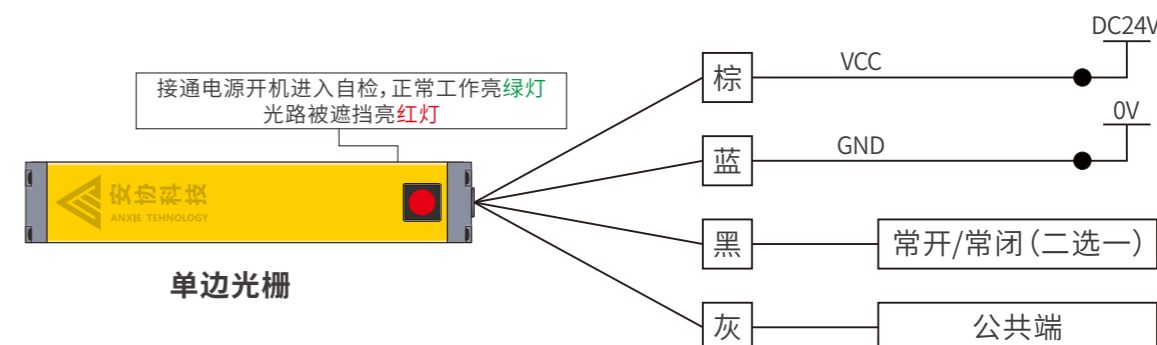 DC24V
棕
VCC
接通电源开机进入自检，正常工作亮绿灯
光路被遮挡亮红灯
0V
蓝
GND
安协科技
ANXIE TEHNOLOGY
黑
常开/常闭（二选一）
单边光栅
灰
公共端